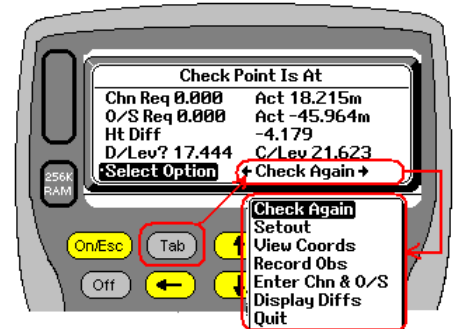 Check Point Is At
Chn Req 0.000 Act 18.215m
O/S Req 0.000 Act -45.964m
Ht Diff -4.179
D/Lev? 17.444 C/Lev 21.623
Select Option Check Again
256K
RAM
On/Esc Tab
Off
Check Again
Setout
View Coords
Record Obs
Enter Chn & O/S
Display Diffs
Quit